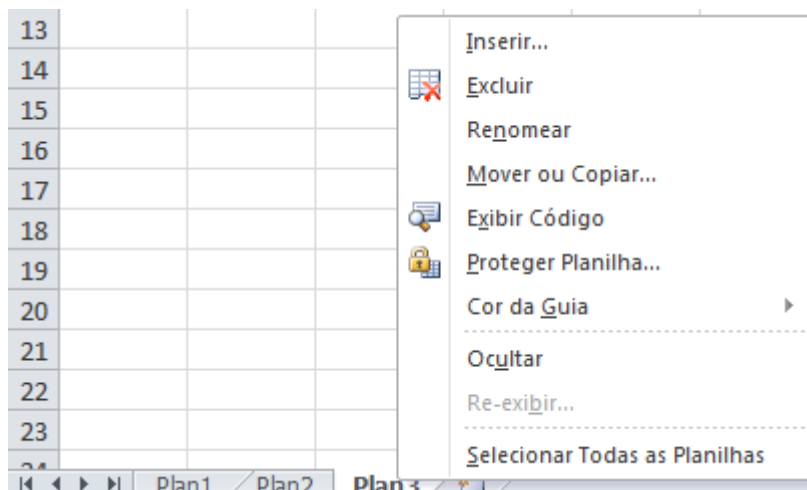 13
14
15
16
17
18
19
20
21
22
23
24
Inserir...
Excluir
Renomear
Mover ou Copiar...
Exibir Código
Proteger Planilha...
Cor da Guia
Ocultar
Re-exibir...
Selecionar Todas as Planilhas
Plan1 Plan2 Plan3